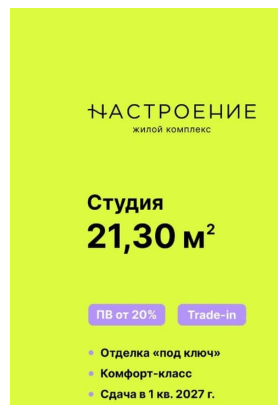 НАСТРОЕНИЕ
жилой комплекс
Студия
21,30 м²
ПВ от 20%
Trade-in
• Отделка «под ключ»
• Комфорт-класс
• Сдача в 1 кв. 2027 г.